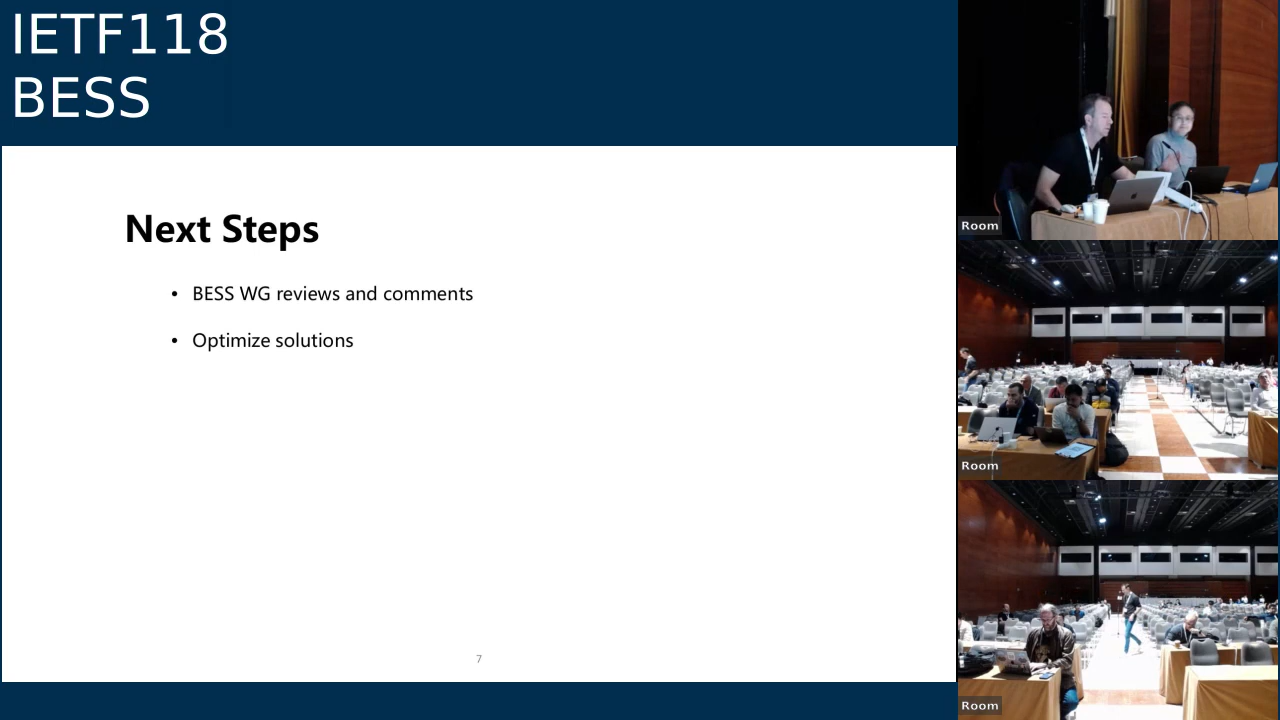 IETF118
BESS
Next Steps
• BESS WG reviews and comments
• Optimize solutions
7
Room
Room
Room